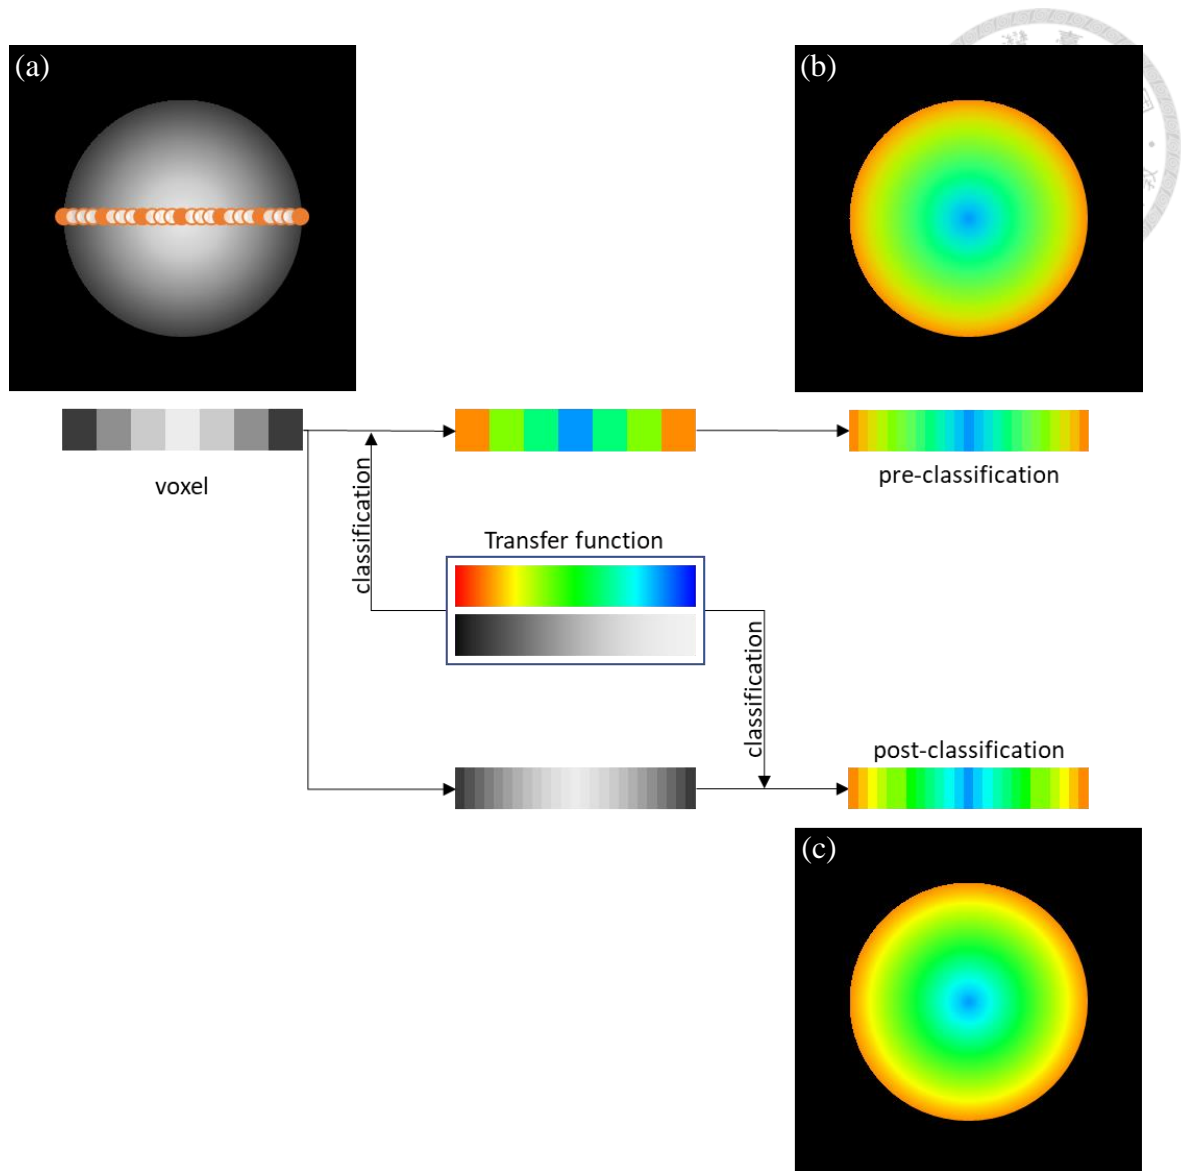 (a)
(b)
voxel
pre-classification
classification
Transfer function
classification
post-classification
(c)